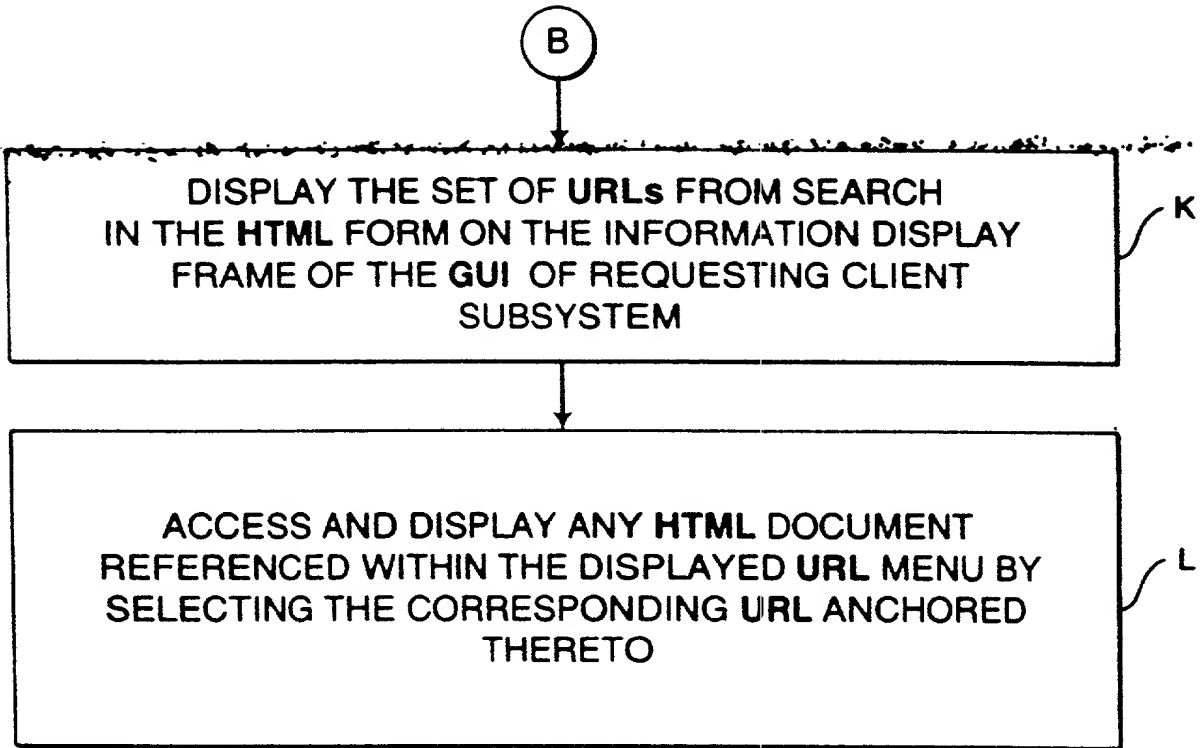 B
DISPLAY THE SET OF URLs FROM SEARCH
IN THE HTML FORM ON THE INFORMATION DISPLAY
FRAME OF THE GUI OF REQUESTING CLIENT
SUBSYSTEM
K
ACCESS AND DISPLAY ANY HTML DOCUMENT
REFERENCED WITHIN THE DISPLAYED URL MENU BY
SELECTING THE CORRESPONDING URL ANCHORED
THERETO
L